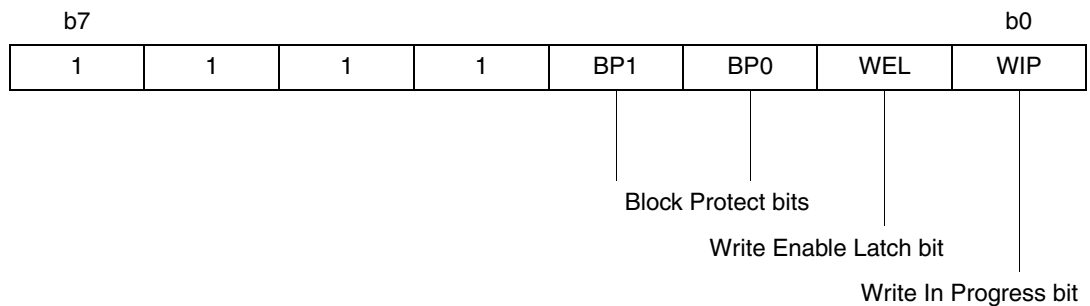 b7 b0
1 1 1 1 BP1 BP0 WEL WIP
Block Protect bits
Write Enable Latch bit
Write In Progress bit